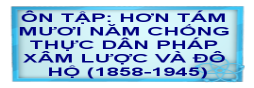 ÔN TẬP: HƠN TÁM
MƯƠI NĂM CHỐNG
THỰC DÂN PHÁP
XÂM LƯỢC VÀ ĐÔ
HỘ (1858-1945)